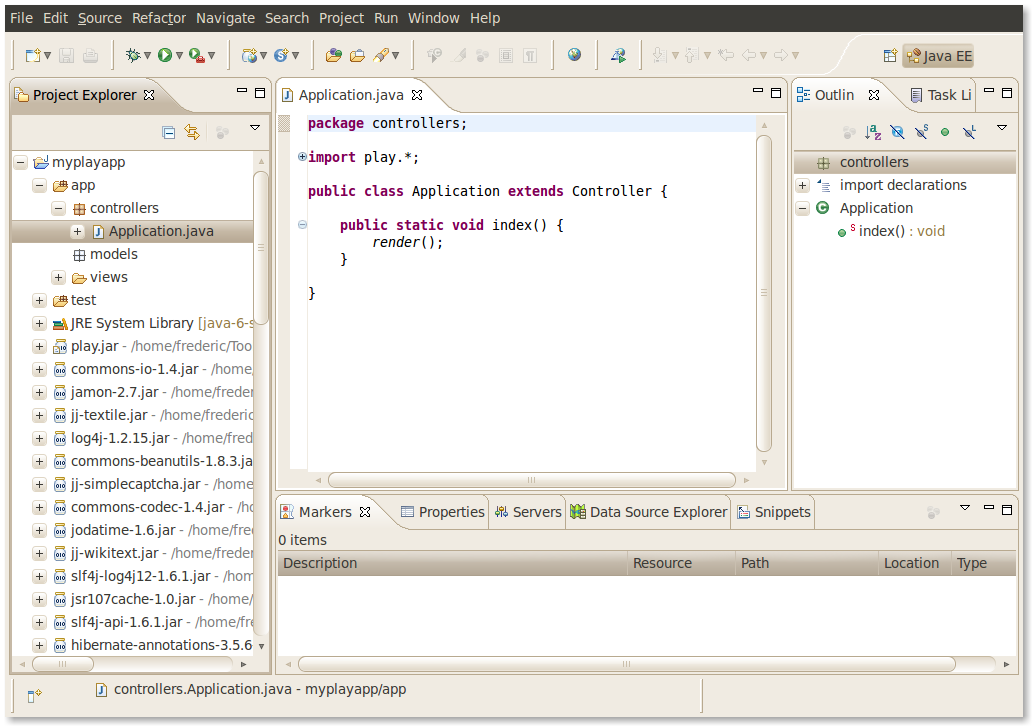 File Edit Source Refactor Navigate Search Project Run Window Help
Java EE
Project Explorer
myplayapp
app
controllers
Application.java
models
views
test
JRE System Library [java-6-s
play.jar - /home/frederic/Too
commons-io-1.4.jar - /home,
jamon-2.7.jar - /home/freder
jj-textile.jar - /home/frederic
log4j-1.2.15.jar - /home/fred
commons-beanutils-1.8.3.ja
jj-simplecaptcha.jar - /home
commons-codec-1.4.jar - /ho
jodatime-1.6.jar - /home/fre
jj-wikitext.jar - /home/freder
slf4j-log4j12-1.6.1.jar - /hom
jsr107cache-1.0.jar - /home/
slf4j-api-1.6.1.jar - /home/fre
hibernate-annotations-3.5.6
Application.java
package controllers;
import play.*;
public class Application extends Controller {
public static void index() {
render();
}
}
Outlin
Task Li
controllers
import declarations
Application
index() : void
Markers
Properties
Servers
Data Source Explorer
Snippets
0 items
Description Resource Path Location Type
controllers.Application.java - myplayapp/app